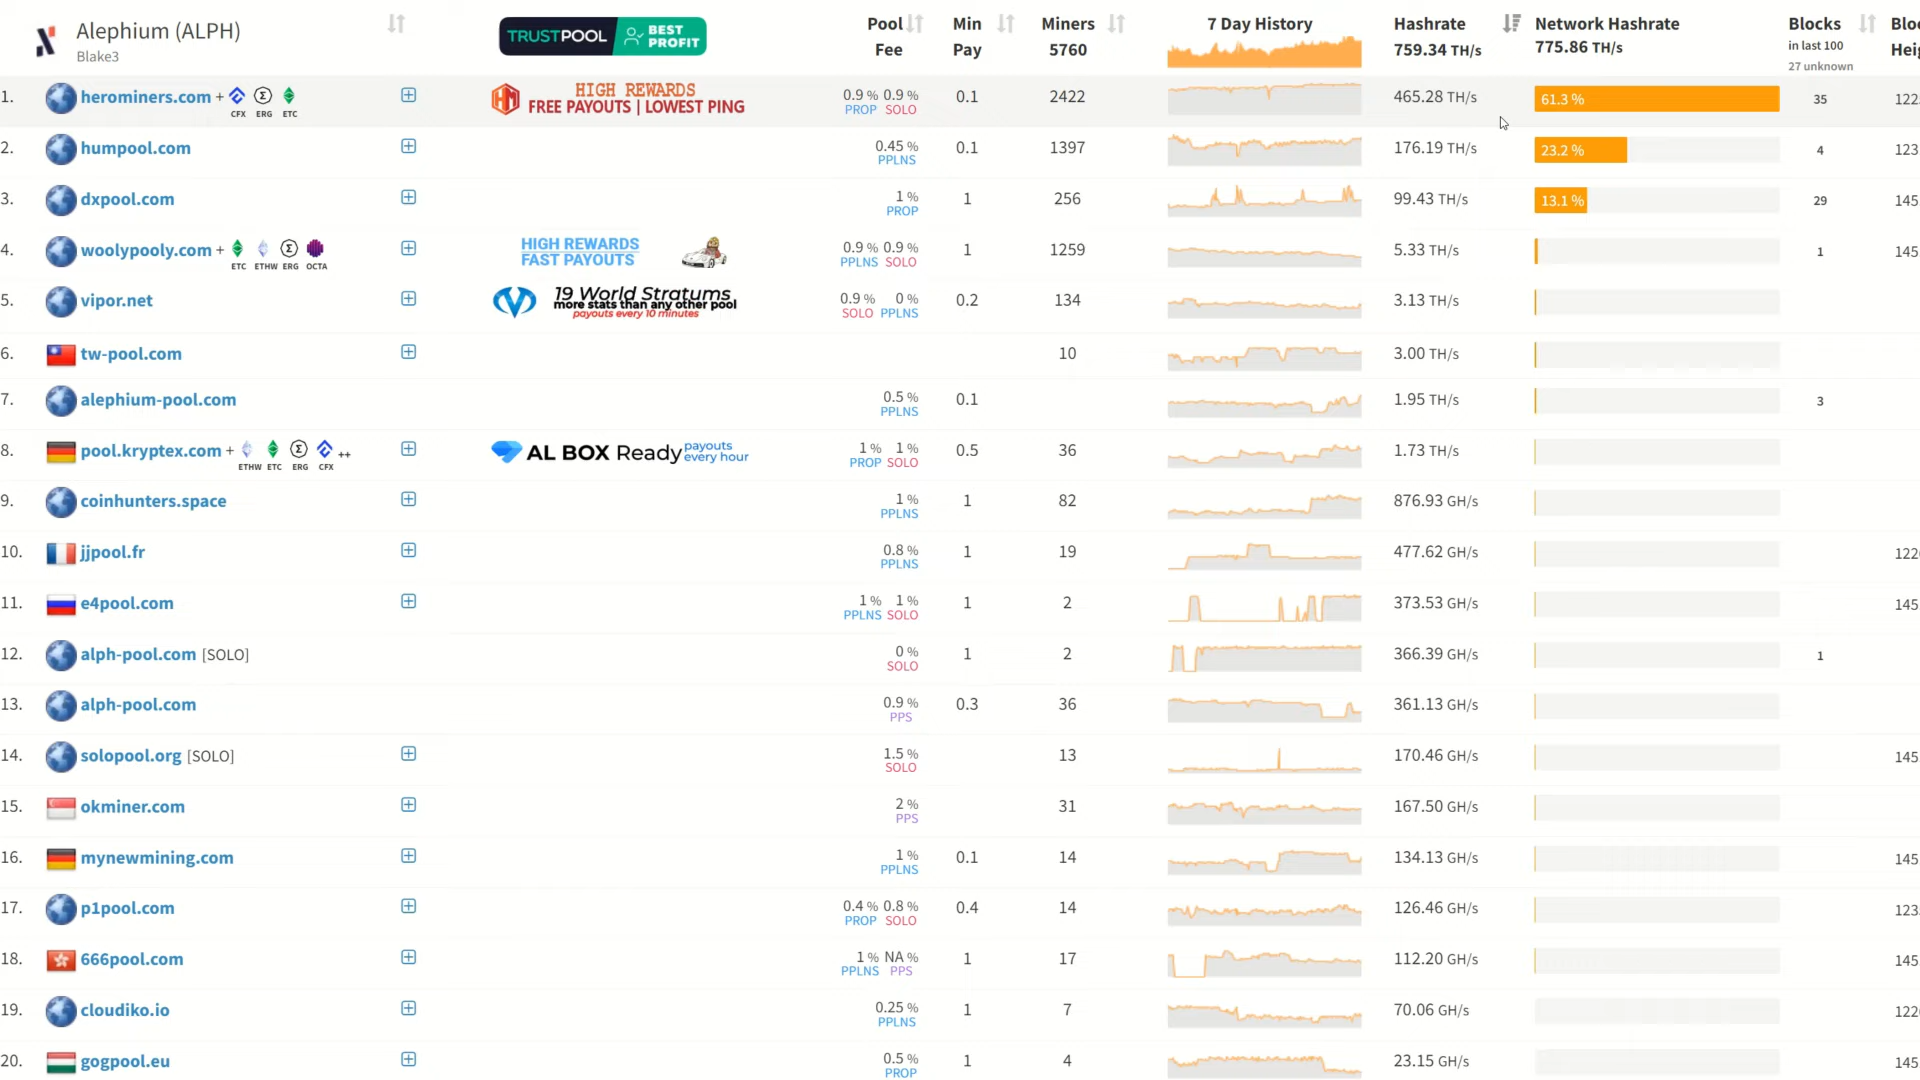 Alephium (ALPH)
Blake3
TRUSTPOOL BEST PROFIT
Pool Fee
Min Pay
Miners 5760
7 Day History
Hashrate 759.34 TH/s
Network Hashrate 775.86 TH/s
Blocks in last 100 27 unknown
1. herominers.com + CFX ERG ETC HIGH REWARDS FREE PAYOUTS | LOWEST PING 0.9 % PROP 0.9 % SOLO 0.1 2422 465.28 TH/s 61.3 % 35
2. humpool.com 0.45 % PPLNS 0.1 1397 176.19 TH/s 23.2 % 4
3. dxpool.com 1 % PROP 1 256 99.43 TH/s 13.1 % 29
4. woolypooly.com + ETC ETHW ERG OCTA HIGH REWARDS FAST PAYOUTS 0.9 % PPLNS 0.9 % SOLO 1 1259 5.33 TH/s 1
5. vipor.net 19 World Stratums more stats than any other pool payouts every 10 minutes 0.9 % SOLO 0 % PPLNS 0.2 134 3.13 TH/s
6. tw-pool.com 10 3.00 TH/s
7. alephium-pool.com 0.5 % PPLNS 0.1 1.95 TH/s 3
8. pool.kryptex.com + ETHW ETC ERG CFX ++ AL BOX Ready payouts every hour 1 % PROP 1 % SOLO 0.5 36 1.73 TH/s
9. coinhunters.space 1 % PPLNS 1 82 876.93 GH/s
10. jjpool.fr 0.8 % PPLNS 1 19 477.62 GH/s
11. e4pool.com 1 % PPLNS 1 % SOLO 1 2 373.53 GH/s
12. alph-pool.com [SOLO] 0 % SOLO 1 2 366.39 GH/s 1
13. alph-pool.com 0.9 % PPS 0.3 36 361.13 GH/s
14. solopool.org [SOLO] 1.5 % SOLO 13 170.46 GH/s
15. okminer.com 2 % PPS 31 167.50 GH/s
16. mynewmining.com 1 % PPLNS 0.1 14 134.13 GH/s
17. p1pool.com 0.4 % PROP 0.8 % SOLO 0.4 14 126.46 GH/s
18. 666pool.com 1 % PPLNS NA % PPS 1 17 112.20 GH/s
19. cloudiko.io 0.25 % PPLNS 1 7 70.06 GH/s
20. gogpool.eu 0.5 % PROP 1 4 23.15 GH/s